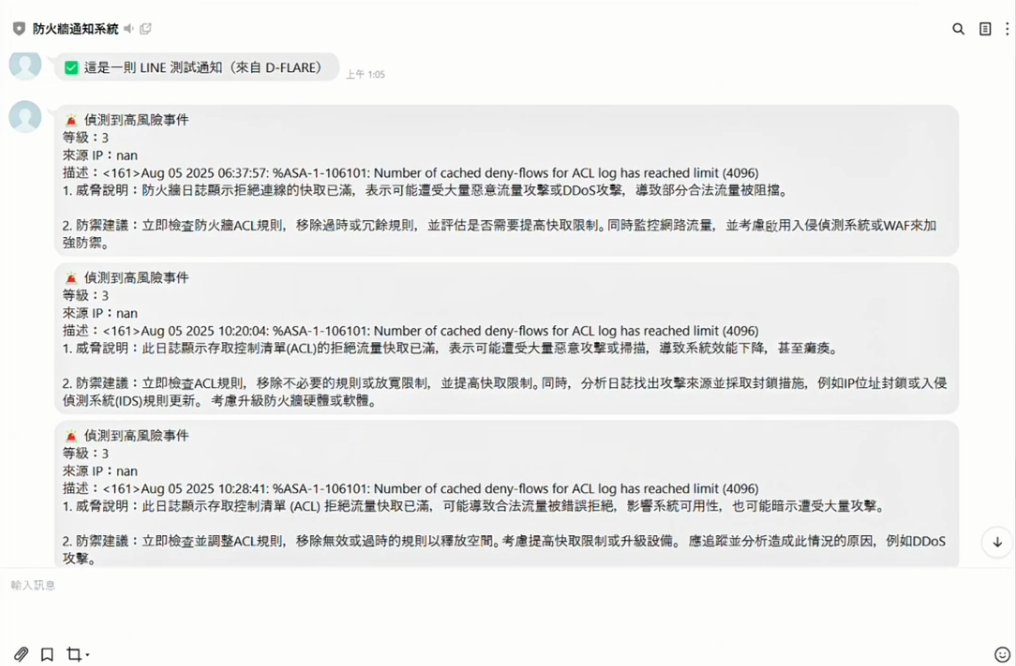 防火牆通知系統
這是一則 LINE 測試通知（來自 D-FLARE）
上午 1:05
偵測到高風險事件
等級：3
來源 IP：nan
描述：<161>Aug 05 2025 06:37:57: %ASA-1-106101: Number of cached deny-flows for ACL log has reached limit (4096)
1. 威脅說明：防火牆日誌顯示拒絕連線的快取已滿，表示可能遭受大量惡意流量攻擊或DDoS攻擊，導致部分合法流量被阻擋。
2. 防禦建議：立即檢查防火牆ACL規則，移除過時或冗餘規則，並評估是否需要提高快取限制。同時監控網路流量，並考慮啟用入侵偵測系統或WAF來加
強防禦。
偵測到高風險事件
等級：3
來源 IP：nan
描述：<161>Aug 05 2025 10:20:04: %ASA-1-106101: Number of cached deny-flows for ACL log has reached limit (4096)
1. 威脅說明：此日誌顯示存取控制清單(ACL)的拒絕流量快取已滿，表示可能遭受大量惡意攻擊或掃描，導致系統效能下降，甚至癱瘓。
2. 防禦建議：立即檢查ACL規則，移除不必要的規則或放寬限制，並提高快取限制。同時，分析日誌找出攻擊來源並採取封鎖措施，例如IP位址封鎖或入侵
偵測系統(IDS)規則更新。 考慮升級防火牆硬體或軟體。
偵測到高風險事件
等級：3
來源 IP：nan
描述：<161>Aug 05 2025 10:28:41: %ASA-1-106101: Number of cached deny-flows for ACL log has reached limit (4096)
1. 威脅說明：此日誌顯示存取控制清單 (ACL) 拒絕流量快取已滿，可能導致合法流量被錯誤拒絕，影響系統可用性，也可能暗示遭受大量攻擊。
2. 防禦建議：立即檢查並調整ACL規則，移除無效或過時的規則以釋放空間。考慮提高快取限制或升級設備。 應追蹤並分析造成此情況的原因，例如DDoS
攻擊。
輸入訊息